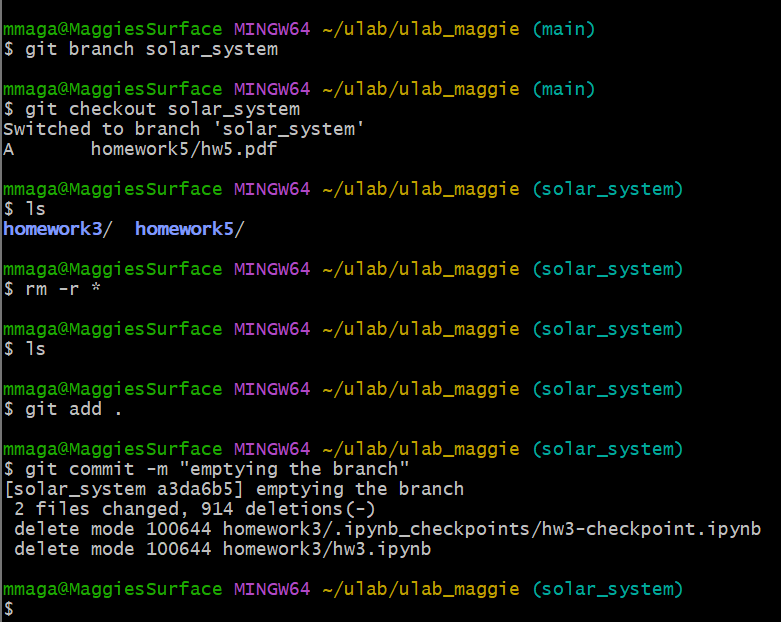 mmaga@MaggiesSurface MINGW64 ~/ulab/ulab_maggie (main)
$ git branch solar_system
mmaga@MaggiesSurface MINGW64 ~/ulab/ulab_maggie (main)
$ git checkout solar_system
Switched to branch 'solar_system'
A       homework5/hw5.pdf
mmaga@MaggiesSurface MINGW64 ~/ulab/ulab_maggie (solar_system)
$ ls
homework3/  homework5/
mmaga@MaggiesSurface MINGW64 ~/ulab/ulab_maggie (solar_system)
$ rm -r *
mmaga@MaggiesSurface MINGW64 ~/ulab/ulab_maggie (solar_system)
$ ls
mmaga@MaggiesSurface MINGW64 ~/ulab/ulab_maggie (solar_system)
$ git add .
mmaga@MaggiesSurface MINGW64 ~/ulab/ulab_maggie (solar_system)
$ git commit -m "emptying the branch"
[solar_system a3da6b5] emptying the branch
 2 files changed, 914 deletions(-)
 delete mode 100644 homework3/.ipynb_checkpoints/hw3-checkpoint.ipynb
 delete mode 100644 homework3/hw3.ipynb
mmaga@MaggiesSurface MINGW64 ~/ulab/ulab_maggie (solar_system)
$